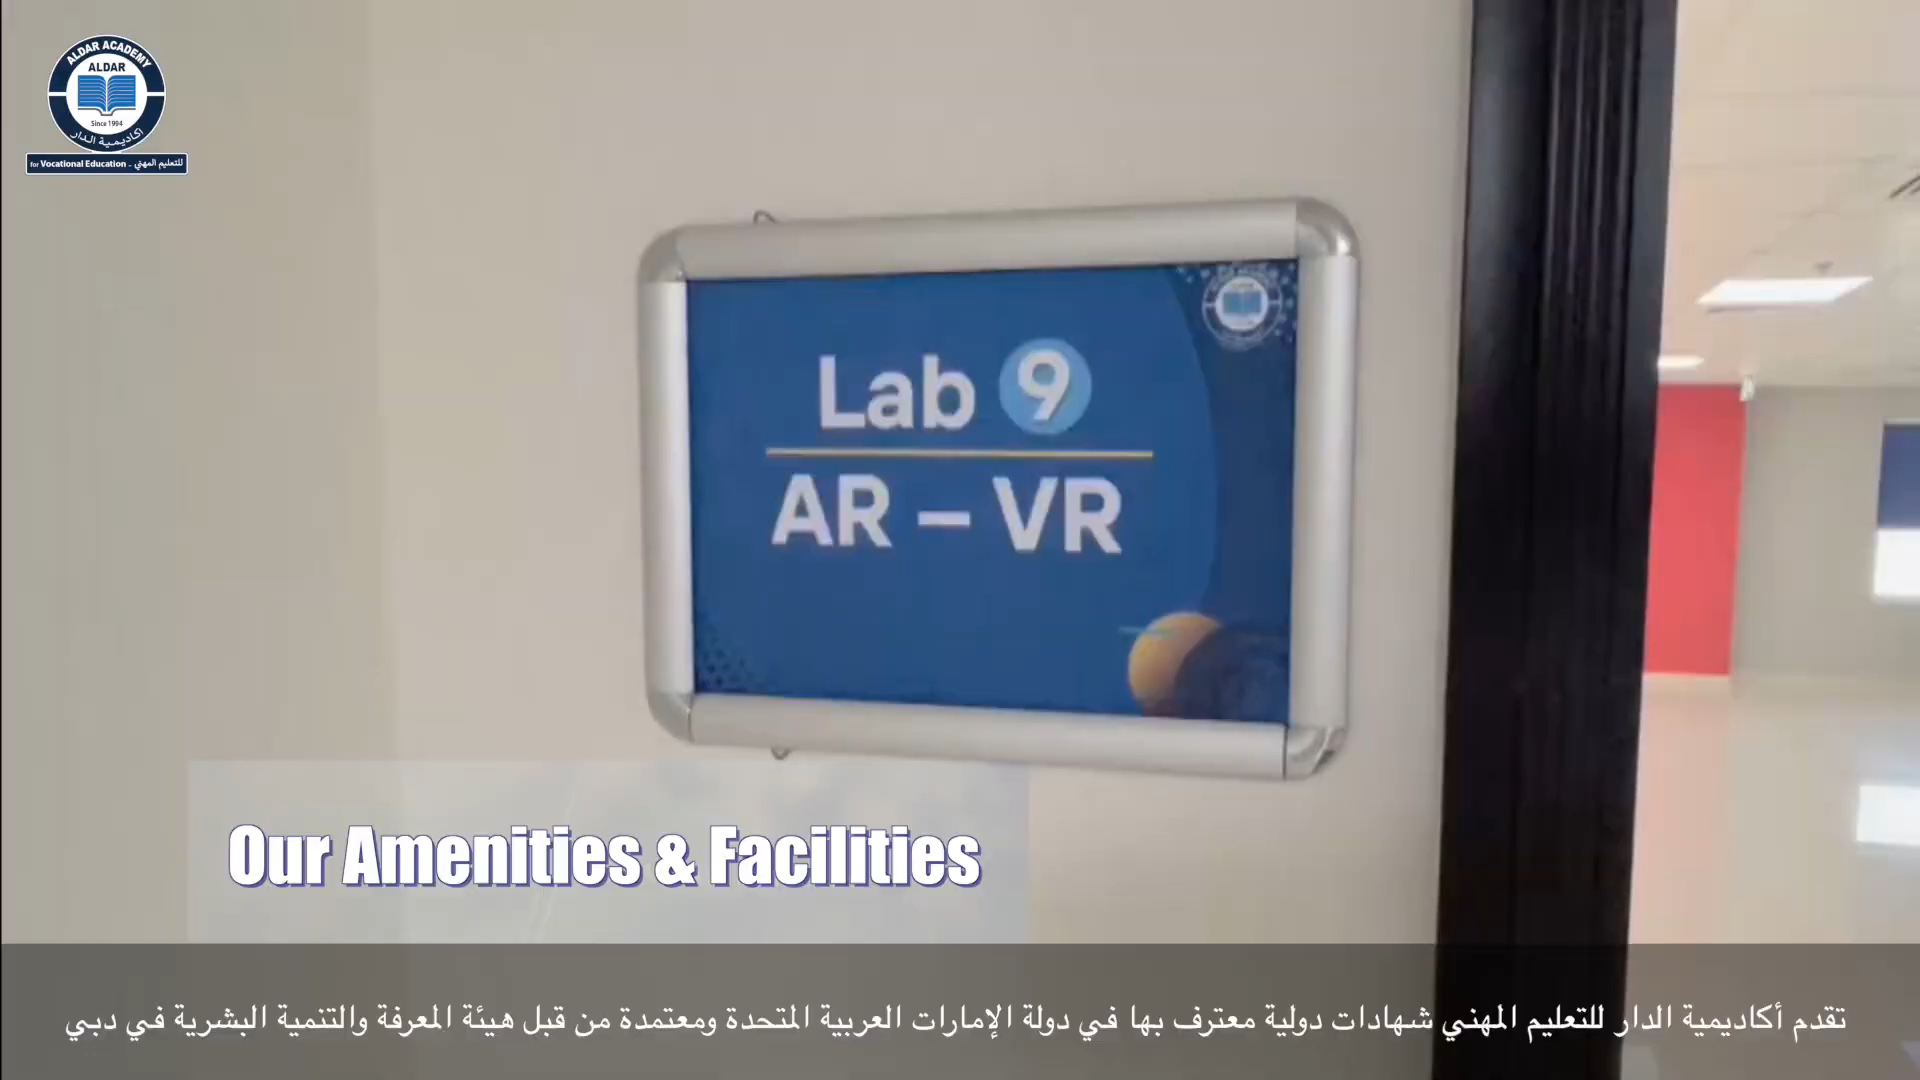 ALDAR ACADEMY
ALDAR
Since 1994
اكاديمية الدار
for Vocational Education - للتعليم المهني
Lab 9
AR – VR
Our Amenities & Facilities
تقدم أكاديمية الدار للتعليم المهني شهادات دولية معترف بها في دولة الإمارات العربية المتحدة ومعتمدة من قبل هيئة المعرفة والتنمية البشرية في دبي